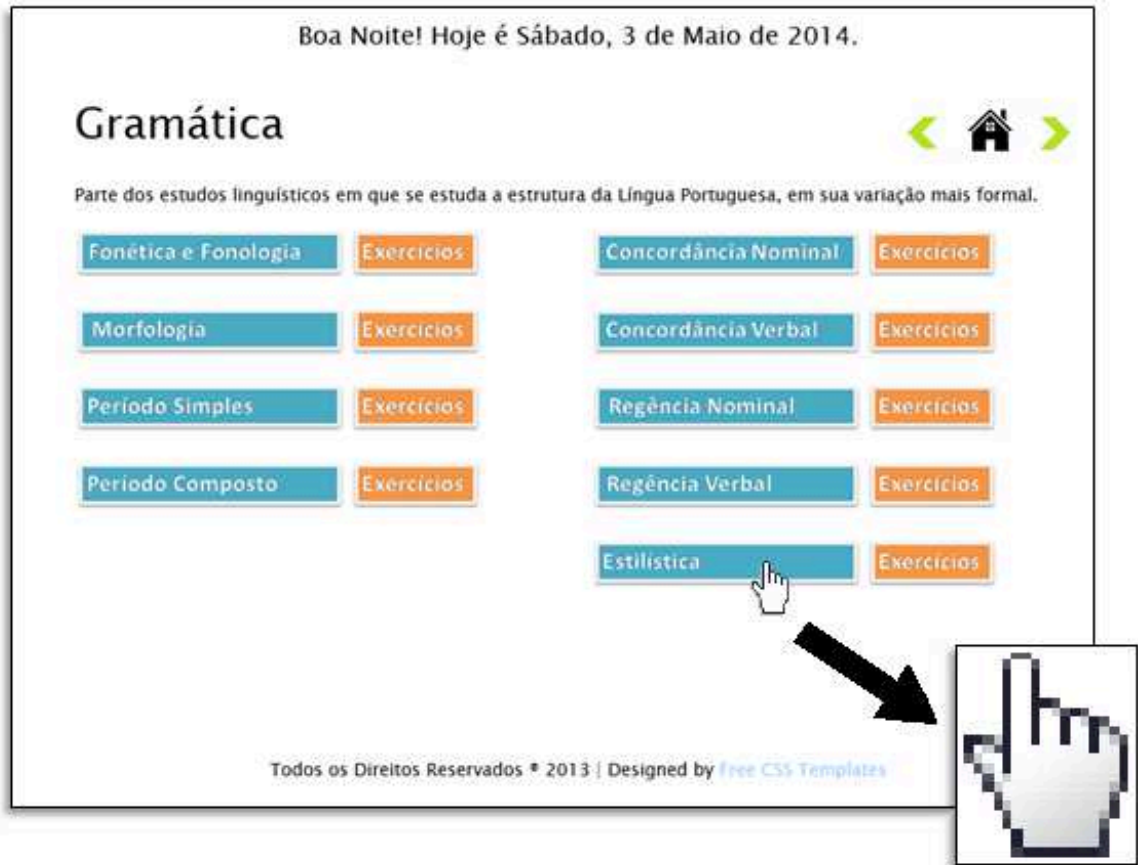 Boa Noite! Hoje é Sábado, 3 de Maio de 2014.
Gramática
Parte dos estudos linguísticos em que se estuda a estrutura da Língua Portuguesa, em sua variação mais formal.
Fonética e Fonologia Exercícios
Morfologia Exercícios
Período Simples Exercícios
Período Composto Exercícios
Concordância Nominal Exercícios
Concordância Verbal Exercícios
Regência Nominal Exercícios
Regência Verbal Exercícios
Estilística Exercícios
Todos os Direitos Reservados ® 2013 | Designed by Free CSS Templates